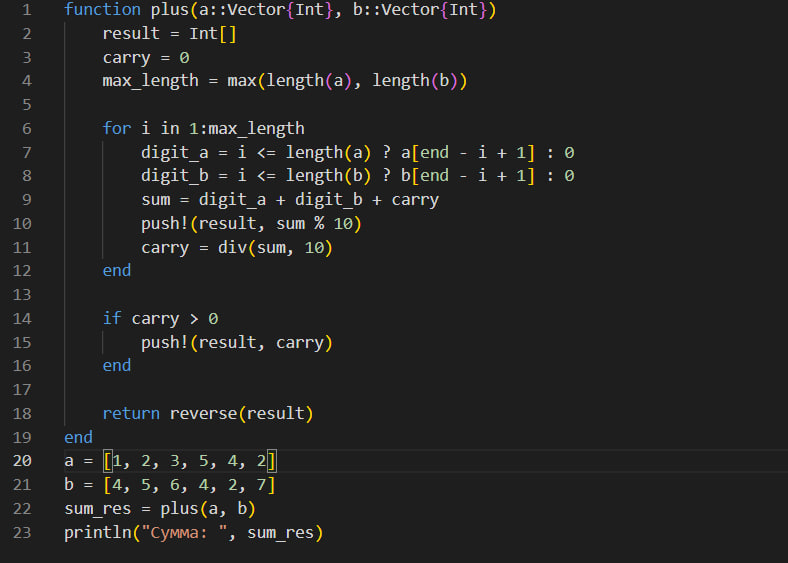 1 function plus(a::Vector{Int}, b::Vector{Int})
2     result = Int[]
3     carry = 0
4     max_length = max(length(a), length(b))
5
6     for i in 1:max_length
7         digit_a = i <= length(a) ? a[end - i + 1] : 0
8         digit_b = i <= length(b) ? b[end - i + 1] : 0
9         sum = digit_a + digit_b + carry
10         push!(result, sum % 10)
11         carry = div(sum, 10)
12     end
13
14     if carry > 0
15         push!(result, carry)
16     end
17
18     return reverse(result)
19 end
20 a = [1, 2, 3, 5, 4, 2]
21 b = [4, 5, 6, 4, 2, 7]
22 sum_res = plus(a, b)
23 println("Сумма: ", sum_res)